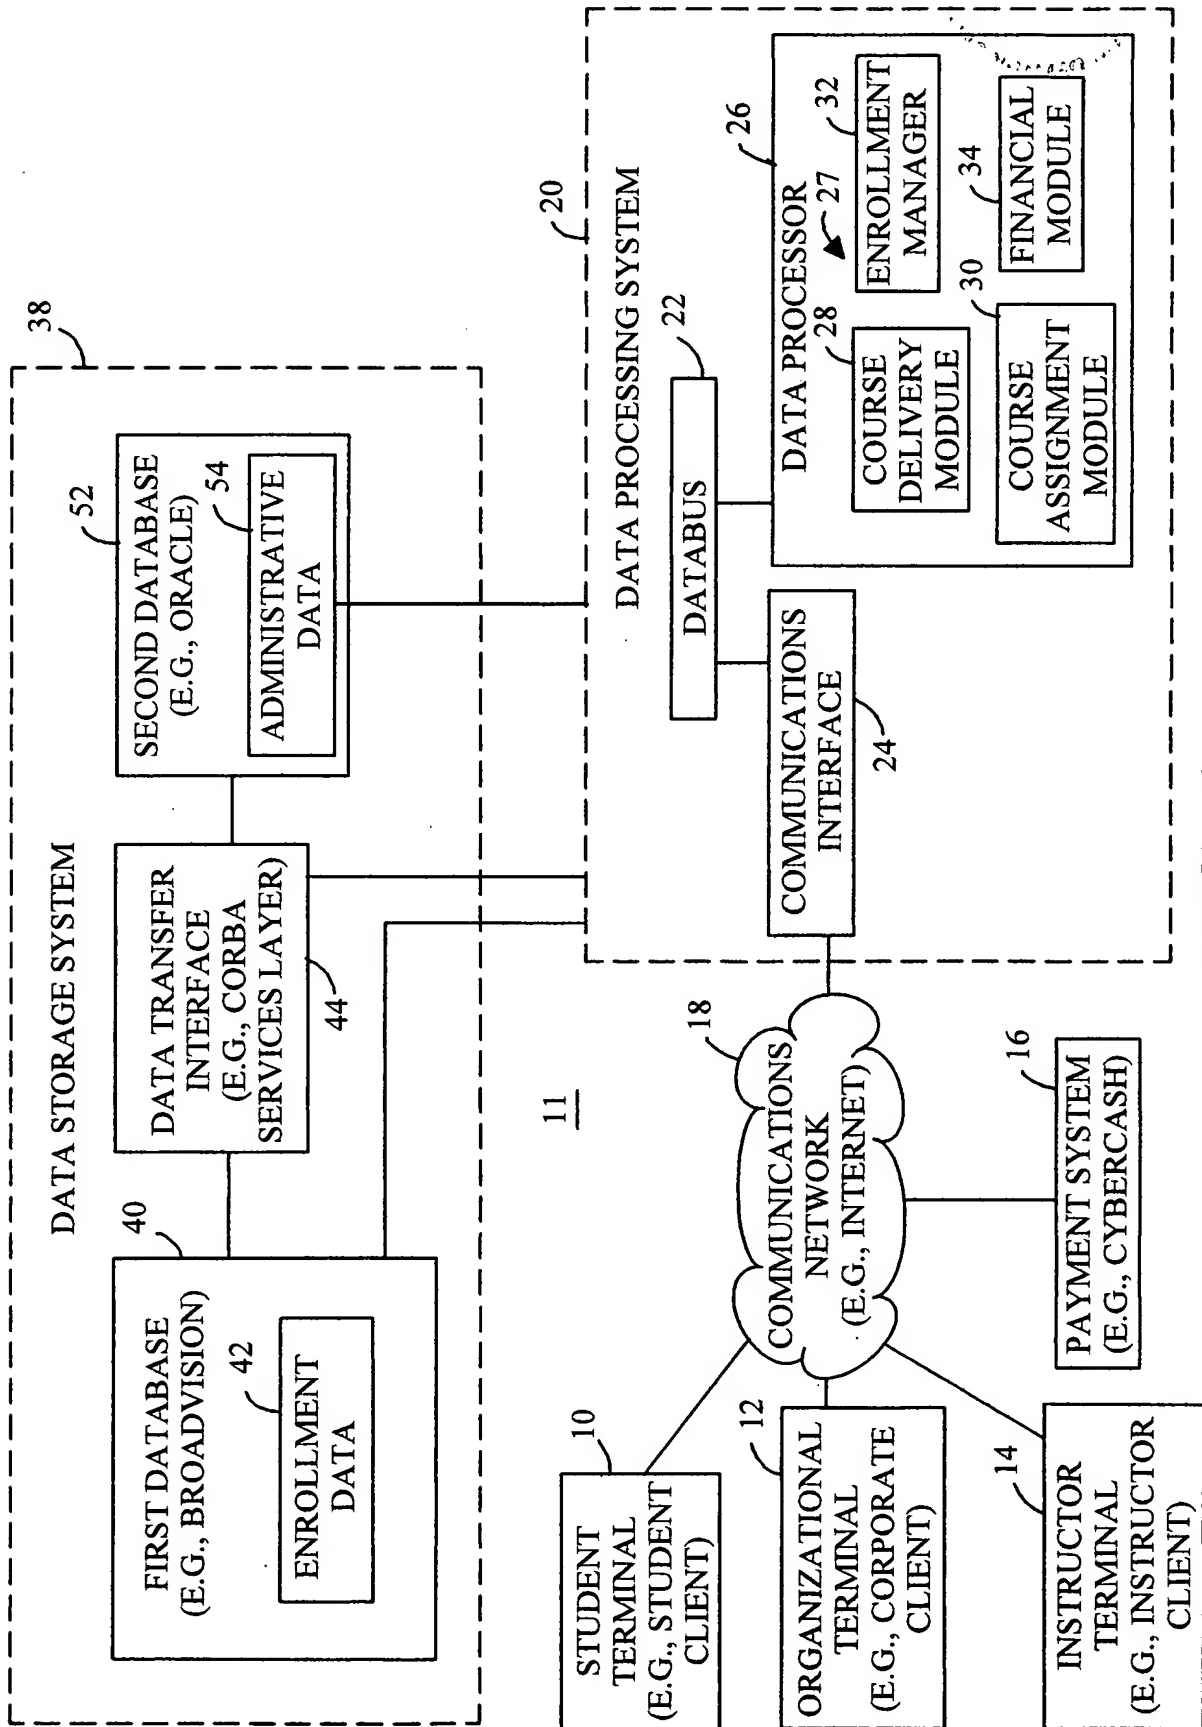 DATA STORAGE SYSTEM
38
FIRST DATABASE
(E.G., BROADVISION)
40
42
ENROLLMENT
DATA
DATA TRANSFER
INTERFACE
(E.G., CORBA
SERVICES LAYER)
44
SECOND DATABASE
(E.G., ORACLE)
52
54
ADMINISTRATIVE
DATA
11
STUDENT
TERMINAL
(E.G., STUDENT
CLIENT)
10
ORGANIZATIONAL
TERMINAL
(E.G., CORPORATE
CLIENT)
12
INSTRUCTOR
TERMINAL
(E.G., INSTRUCTOR
CLIENT)
14
COMMUNICATIONS
NETWORK
(E.G., INTERNET)
18
PAYMENT SYSTEM
(E.G., CYBERCASH)
16
DATA PROCESSING SYSTEM
20
DATABUS
22
COMMUNICATIONS
INTERFACE
24
DATA PROCESSOR
26
27
COURSE
DELIVERY
MODULE
28
ENROLLMENT
MANAGER
32
COURSE
ASSIGNMENT
MODULE
30
FINANCIAL
MODULE
34